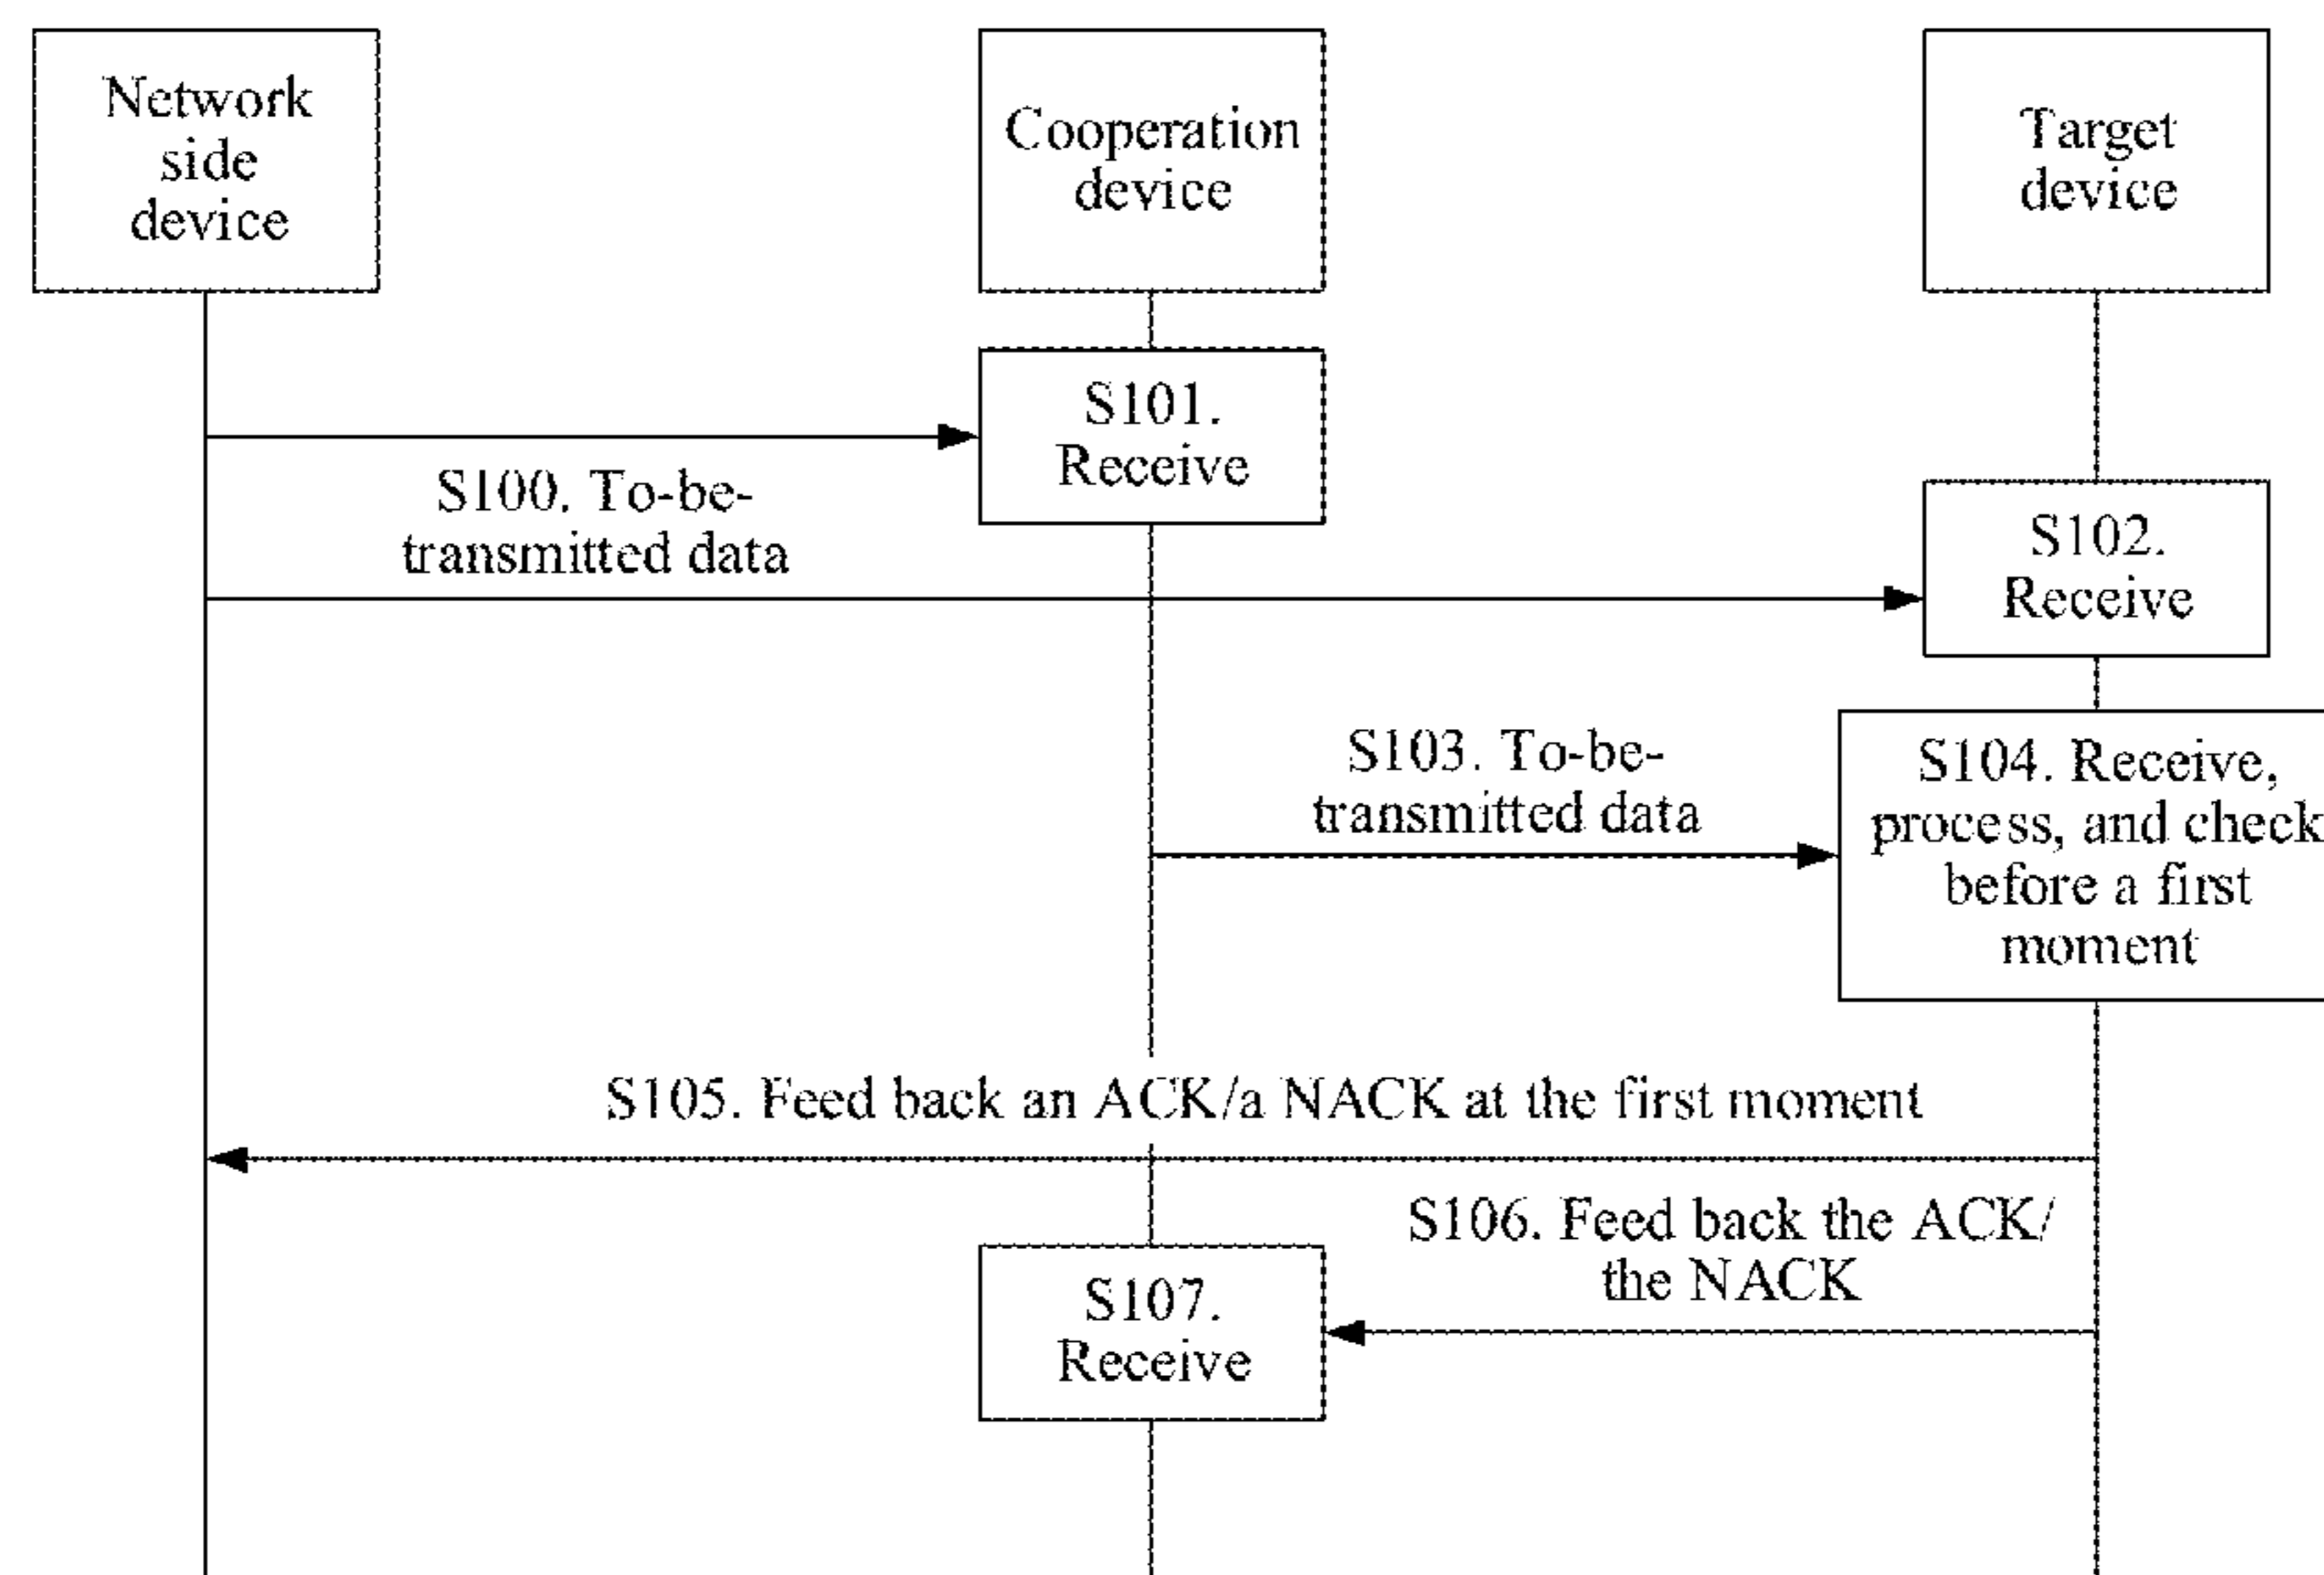 Network
side
device
Cooperation
device
Target
device
S101.
Receive
S100. To-be-
transmitted data
S102.
Receive
S103. To-be-
transmitted data
S104. Receive,
process, and check
before a first
moment
S105. Feed back an ACK/a NACK at the first moment
S106. Feed back the ACK/
the NACK
S107.
Receive